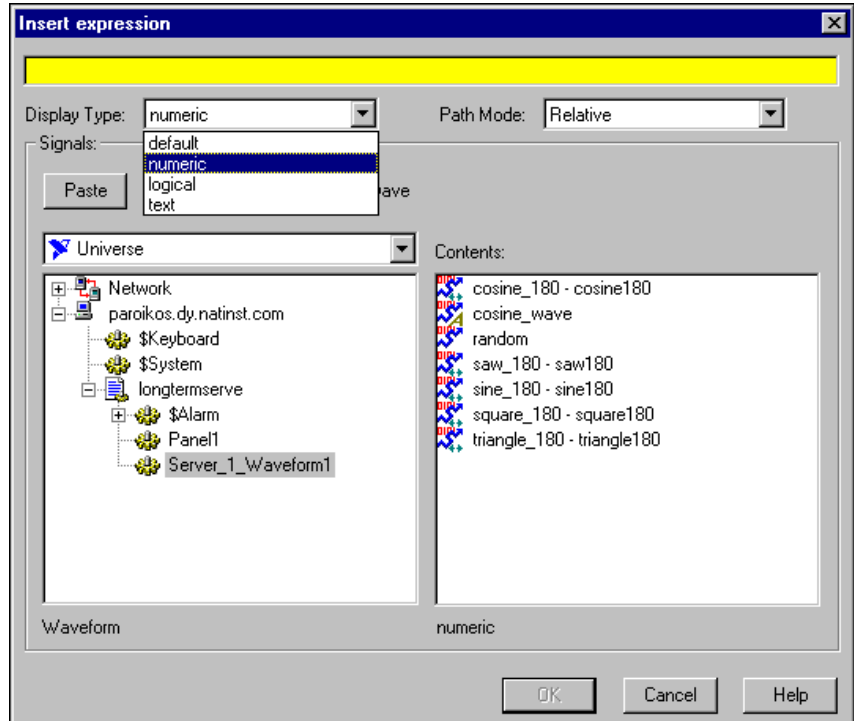 Insert expression
Display Type: numeric Path Mode: Relative
Signals:
default
numeric
logical
text
Paste
Universe
Contents:
Network
paroikos.dy.natinst.com
$Keyboard
$System
longtermserve
$Alarm
Panel1
Server_1_Waveform1
cosine_180 - cosine180
cosine_wave
random
saw_180 - saw180
sine_180 - sine180
square_180 - square180
triangle_180 - triangle180
Waveform numeric
OK Cancel Help